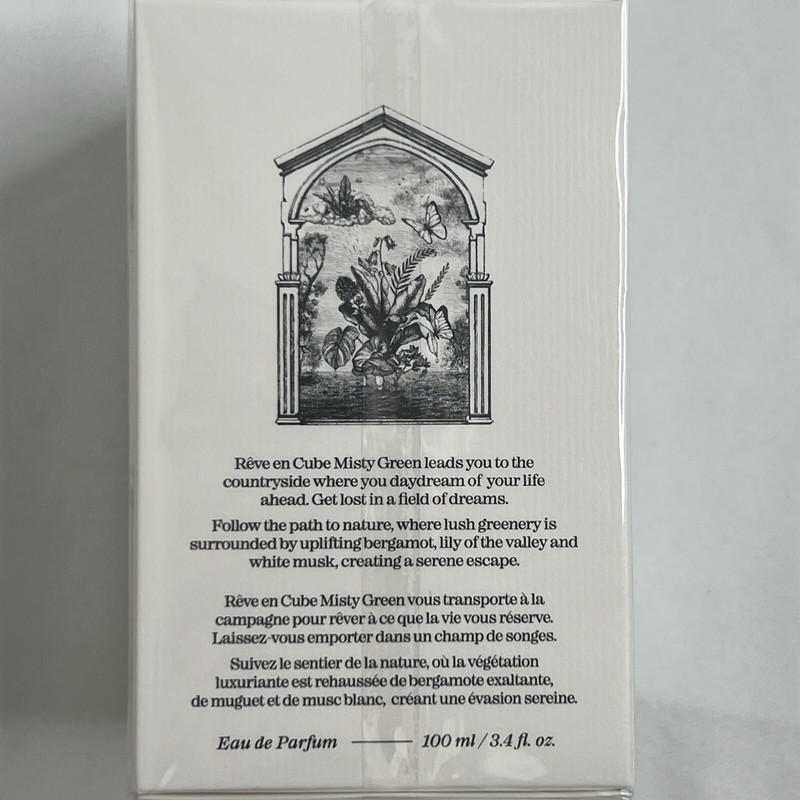 Rêve en Cube Misty Green leads you to the
countryside where you daydream of your life
ahead. Get lost in a field of dreams.
Follow the path to nature, where lush greenery is
surrounded by uplifting bergamot, lily of the valley and
white musk, creating a serene escape.
Rêve en Cube Misty Green vous transporte à la
campagne pour rêver à ce que la vie vous réserve.
Laissez-vous emporter dans un champ de songes.
Suivez le sentier de la nature, où la végétation
luxuriante est rehaussée de bergamote exaltante,
de muguet et de musc blanc, créant une évasion sereine.
Eau de Parfum — 100 ml / 3.4 fl. oz.